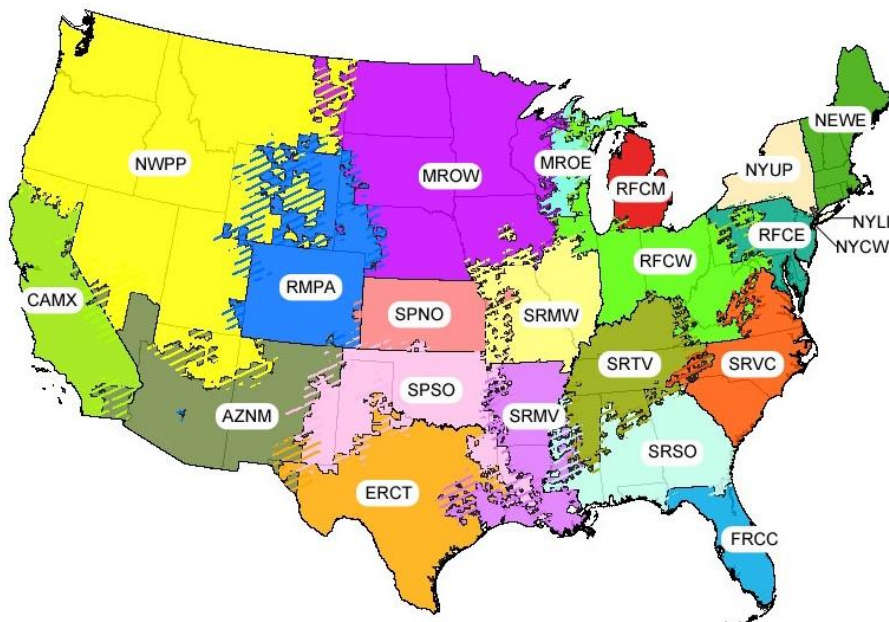 NEWE
NWPP
MROW
MROE
NYUP
RFCM
NYLI
RFCE
NYCW
RFCW
CAMX
RMPA
SPNO
SRMW
SRTV
SRVC
SPSO
AZNM
SRMV
SRSO
ERCT
FRCC